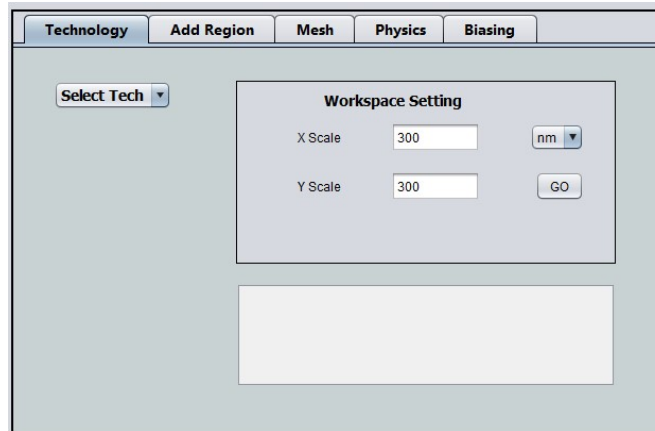 Technology Add Region Mesh Physics Biasing
Select Tech
Workspace Setting
X Scale 300 nm
Y Scale 300 GO